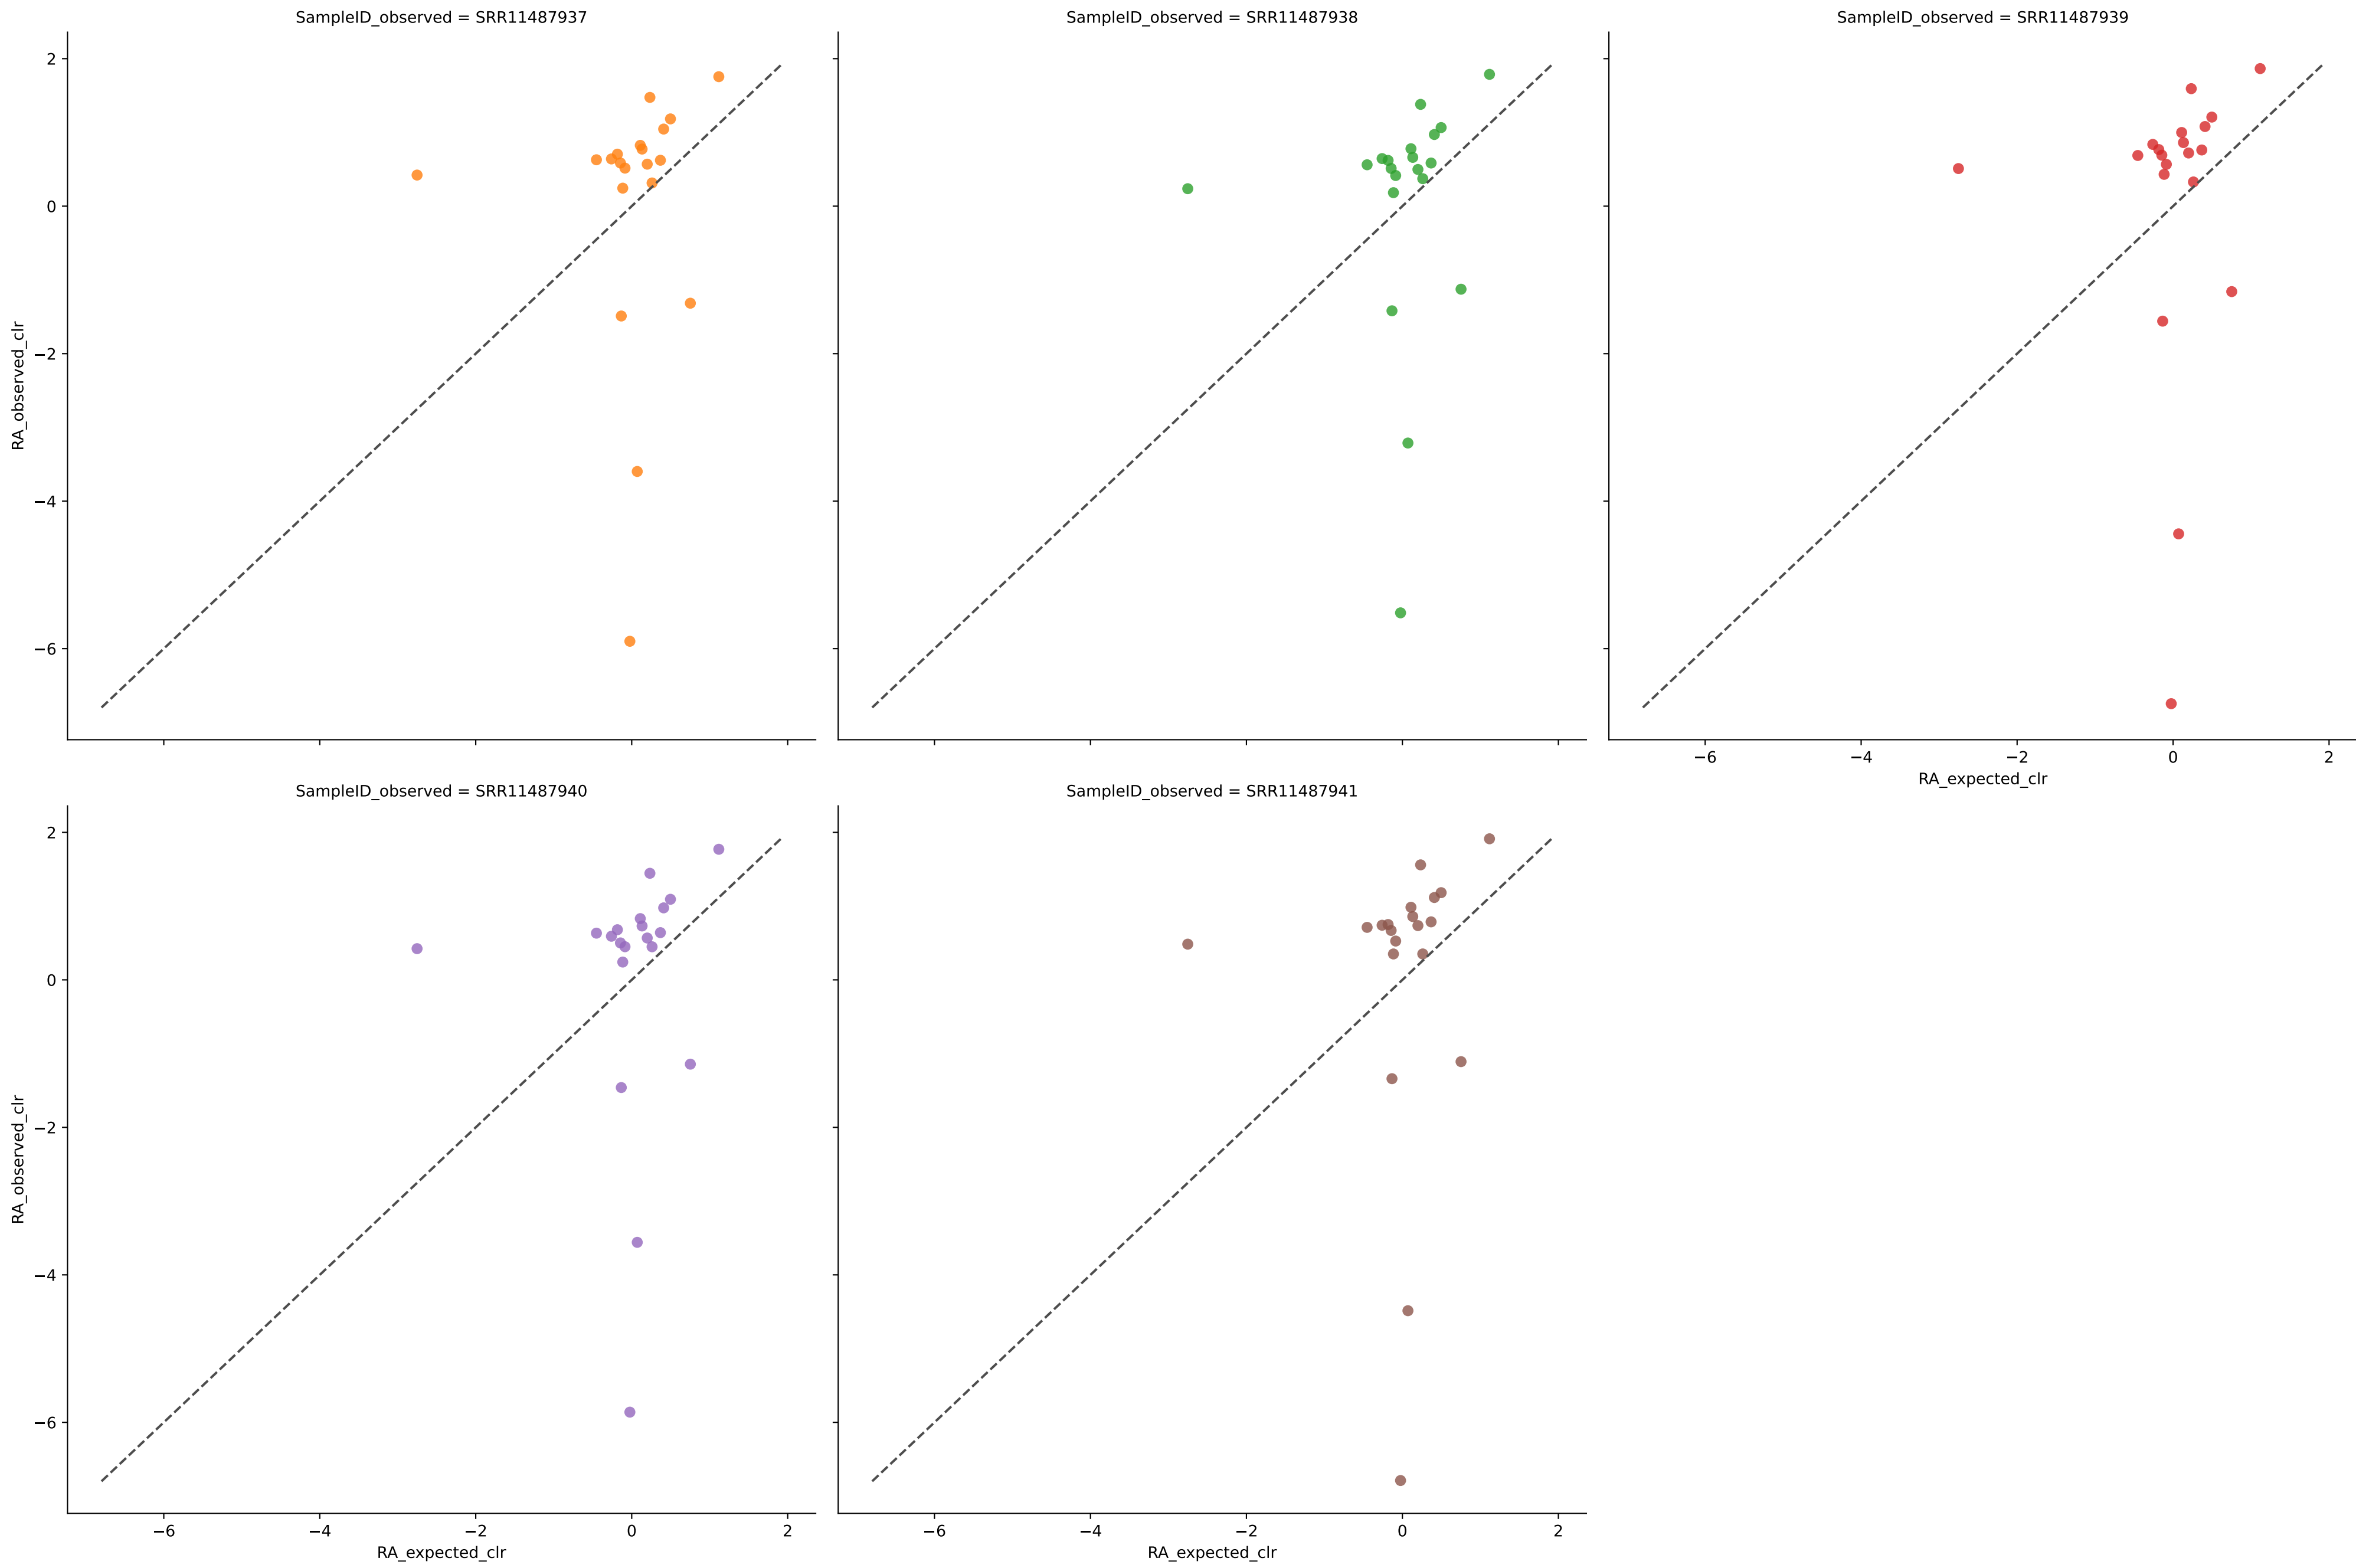 SampleID_observed = SRR11487937
SampleID_observed = SRR11487938
SampleID_observed = SRR11487939
2
0
−2
−4
−6
RA_observed_clr
−6
−4
−2
0
2
RA_expected_clr
SampleID_observed = SRR11487940
SampleID_observed = SRR11487941
2
0
−2
−4
−6
RA_observed_clr
−6
−4
−2
0
2
RA_expected_clr
−6
−4
−2
0
2
RA_expected_clr